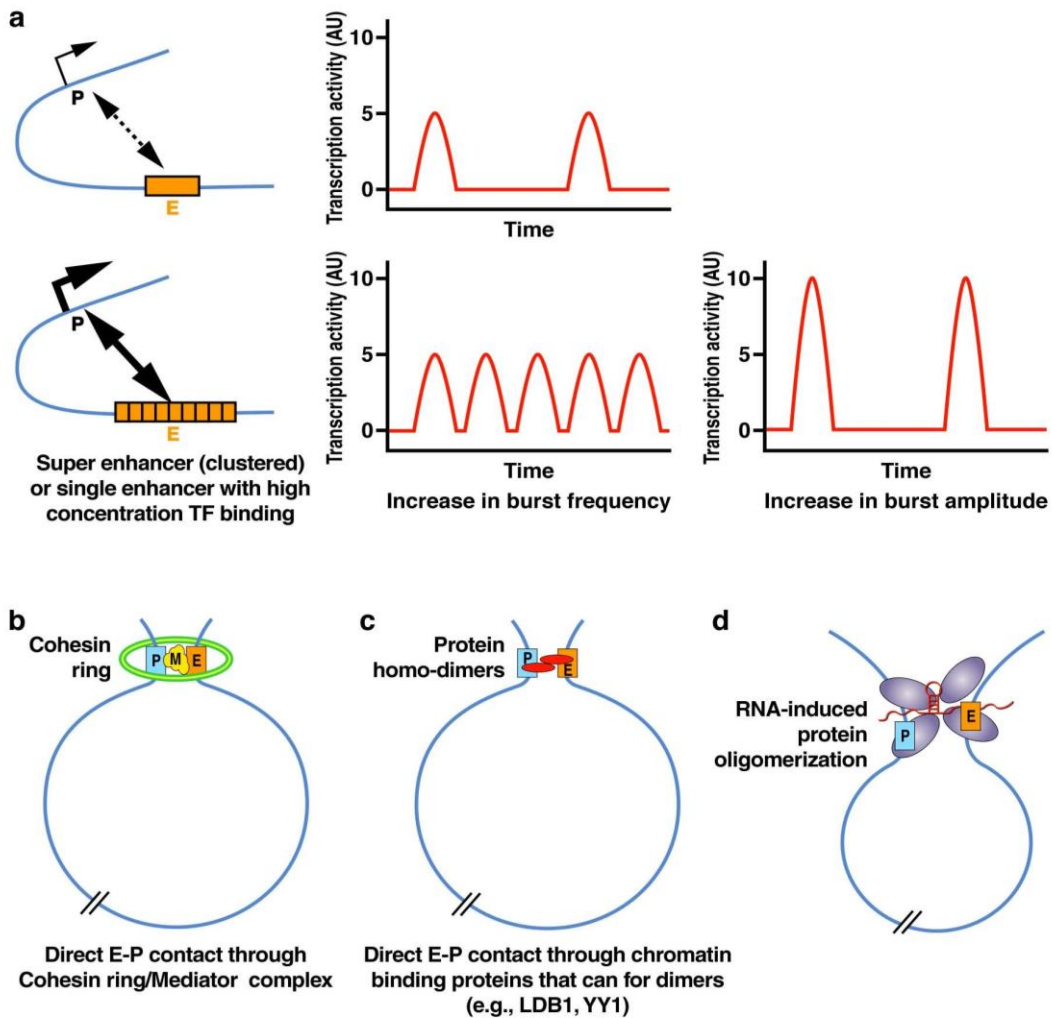 a
P
E
Transcription activity (AU)
10
5
0
Time
P
E
Super enhancer (clustered)
or single enhancer with high
concentration TF binding
Transcription activity (AU)
10
5
0
Time
Increase in burst frequency
Transcription activity (AU)
10
5
0
Time
Increase in burst amplitude
b
Cohesin
ring
P M E
Direct E-P contact through
Cohesin ring/Mediator complex
c
Protein
homo-dimers
P E
Direct E-P contact through chromatin
binding proteins that can for dimers
(e.g., LDB1, YY1)
d
RNA-induced
protein
oligomerization
P E